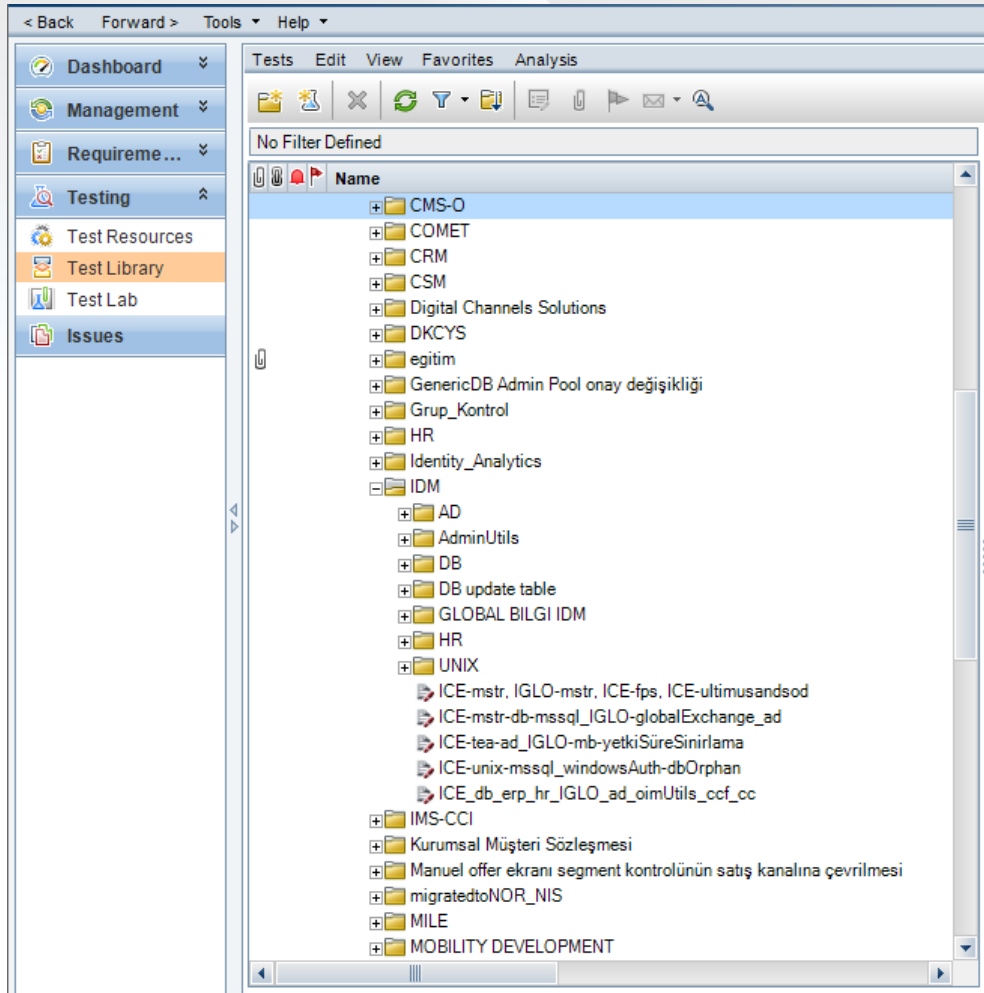 < Back Forward > Tools Help
Dashboard
Management
Requireme...
Testing
Test Resources
Test Library
Test Lab
Issues
Tests Edit View Favorites Analysis
No Filter Defined
Name
CMS-O
COMET
CRM
CSM
Digital Channels Solutions
DKCYS
egitim
GenericDB Admin Pool onay değişikliği
Grup_Kontrol
HR
Identity_Analytics
IDM
AD
AdminUtils
DB
DB update table
GLOBAL BILGI IDM
HR
UNIX
ICE-mstr, IGLO-mstr, ICE-fps, ICE-ultimusandsod
ICE-mstr-db-mssql_IGLO-globalExchange_ad
ICE-tea-ad_IGLO-mb-yetkiSüreSinirlama
ICE-unix-mssql_windowsAuth-dbOrphan
ICE_db_erp_hr_IGLO_ad_oimUtils_ccf_cc
IMS-CCI
Kurumsal Müşteri Sözleşmesi
Manuel offer ekranı segment kontrolünün satış kanalına çevrilmesi
migratedtoNOR_NIS
MILE
MOBILITY DEVELOPMENT